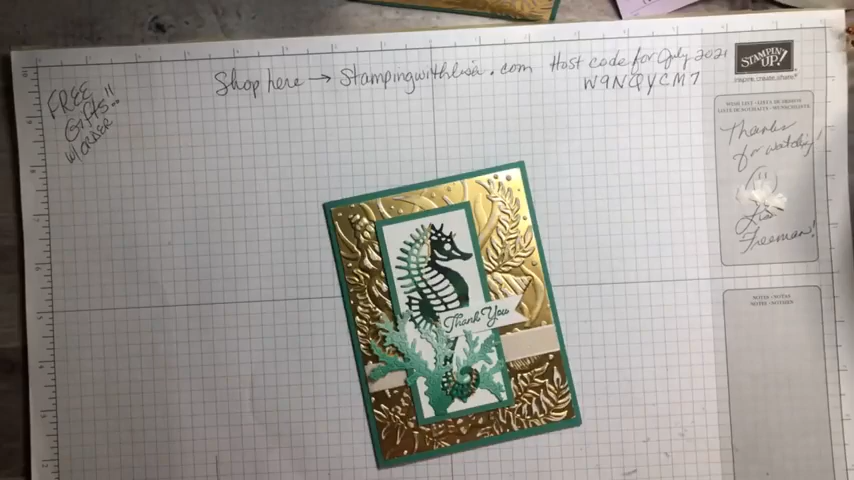 Shop here → Stampingwithlisa.com
Host code for July 2021
W9NQYCM7
FREE
Gifts!!
w/ ORDER
STAMPIN' UP!
inspire. create. share.
Thanks
for watching!
Lisa
Freeman!
NOTES • NOTAS
Thank You